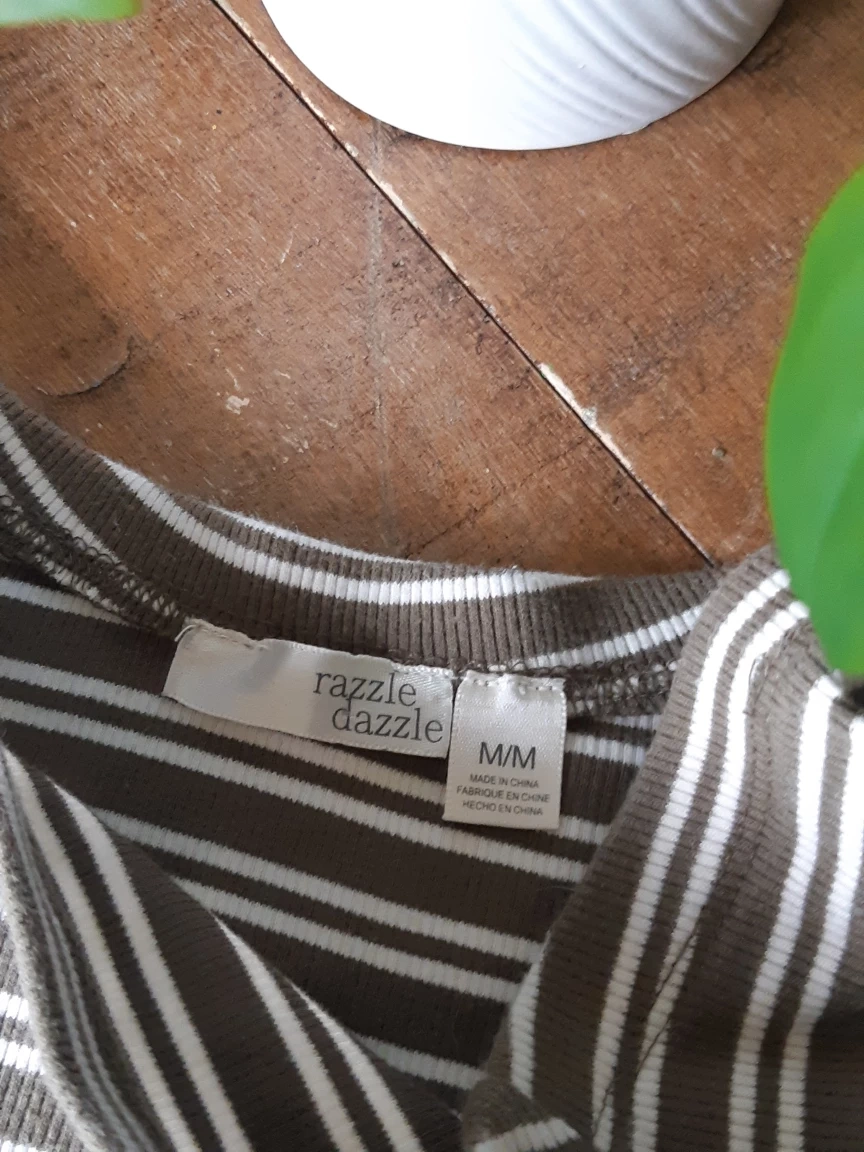 razzle
dazzle
M/M
MADE IN CHINA
FABRIQUE EN CHINE
HECHO EN CHINA